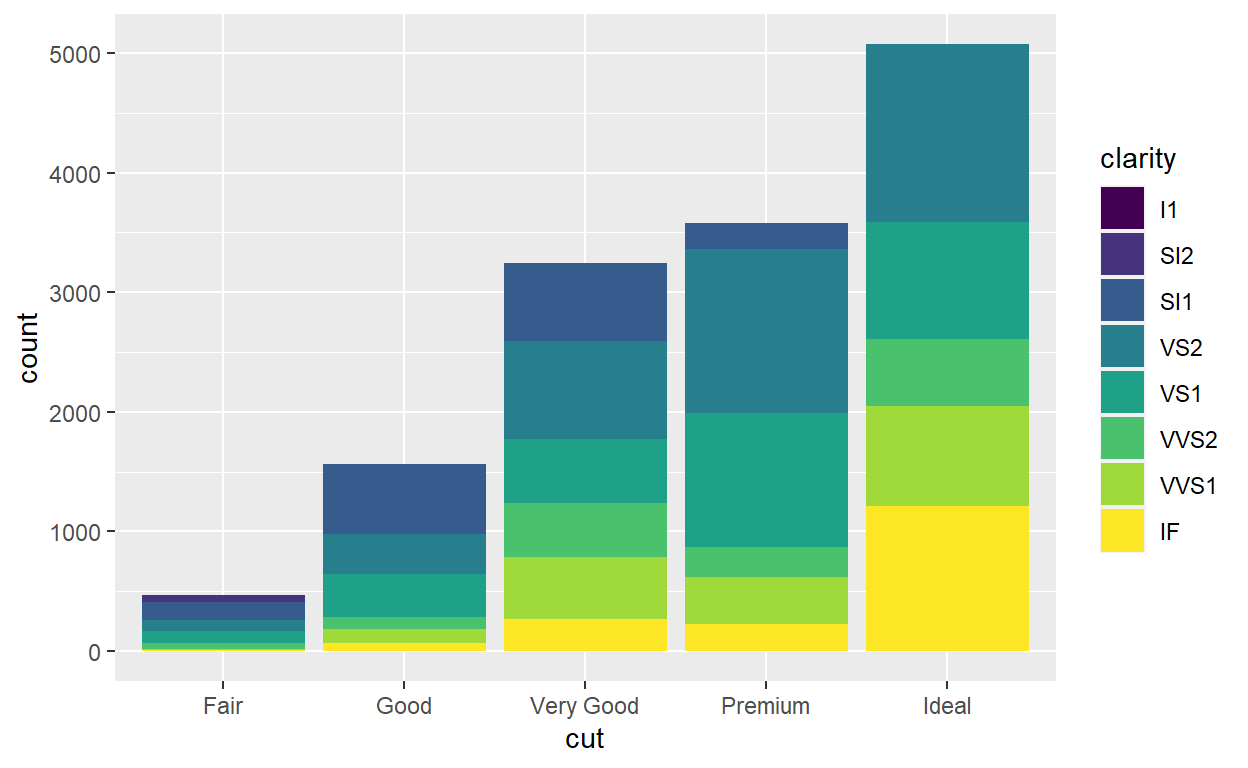 5000
4000
3000
2000
1000
0
count
Fair Good Very Good Premium Ideal
cut
clarity
I1
SI2
SI1
VS2
VS1
VVS2
VVS1
IF